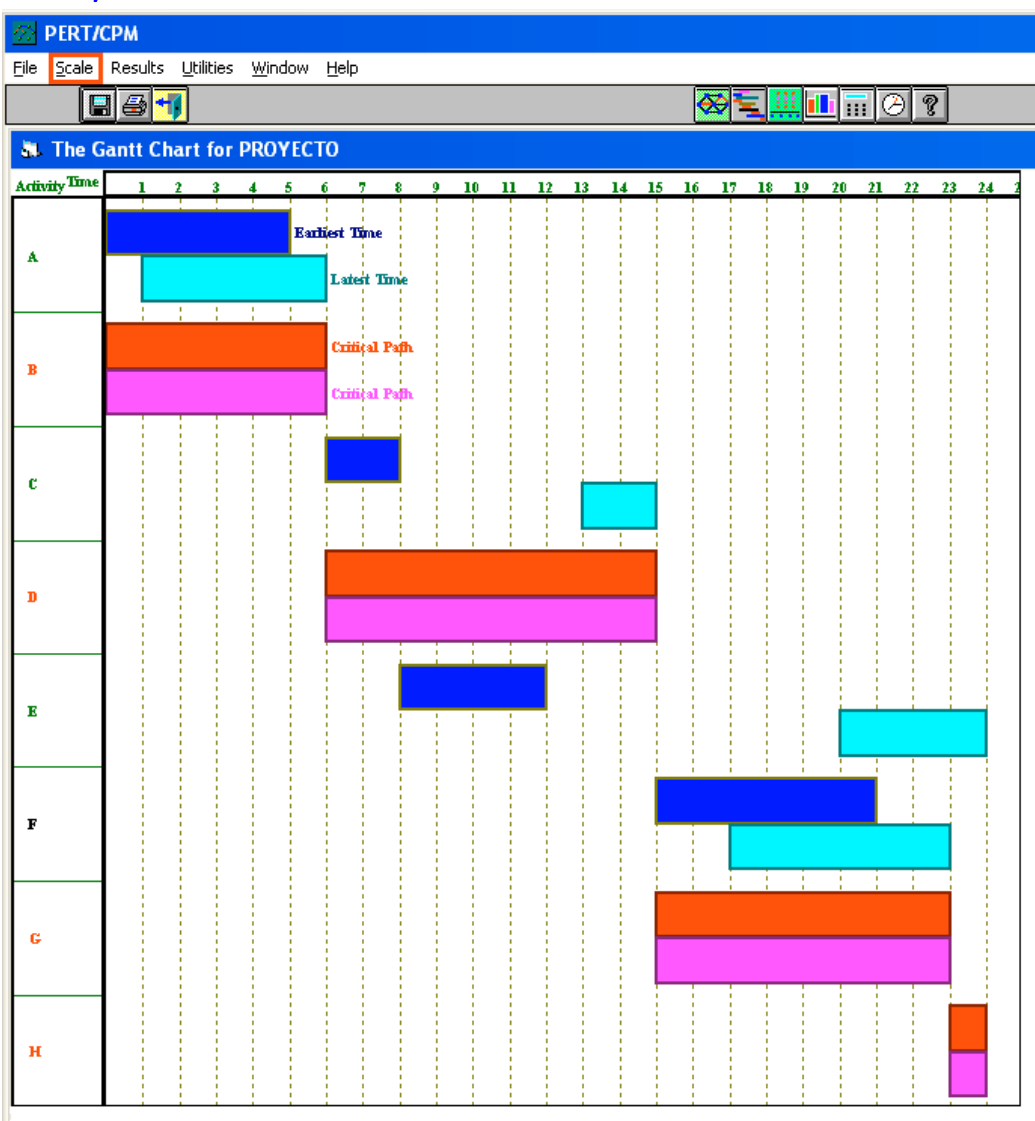 PERT/CPM
File Scale Results Utilities Window Help
The Gantt Chart for PROYECTO
Activity Time 1 2 3 4 5 6 7 8 9 10 11 12 13 14 15 16 17 18 19 20 21 22 23 24
A
Earliest Time
Latest Time
B
Critical Path
Critical Path
C
D
E
F
G
H